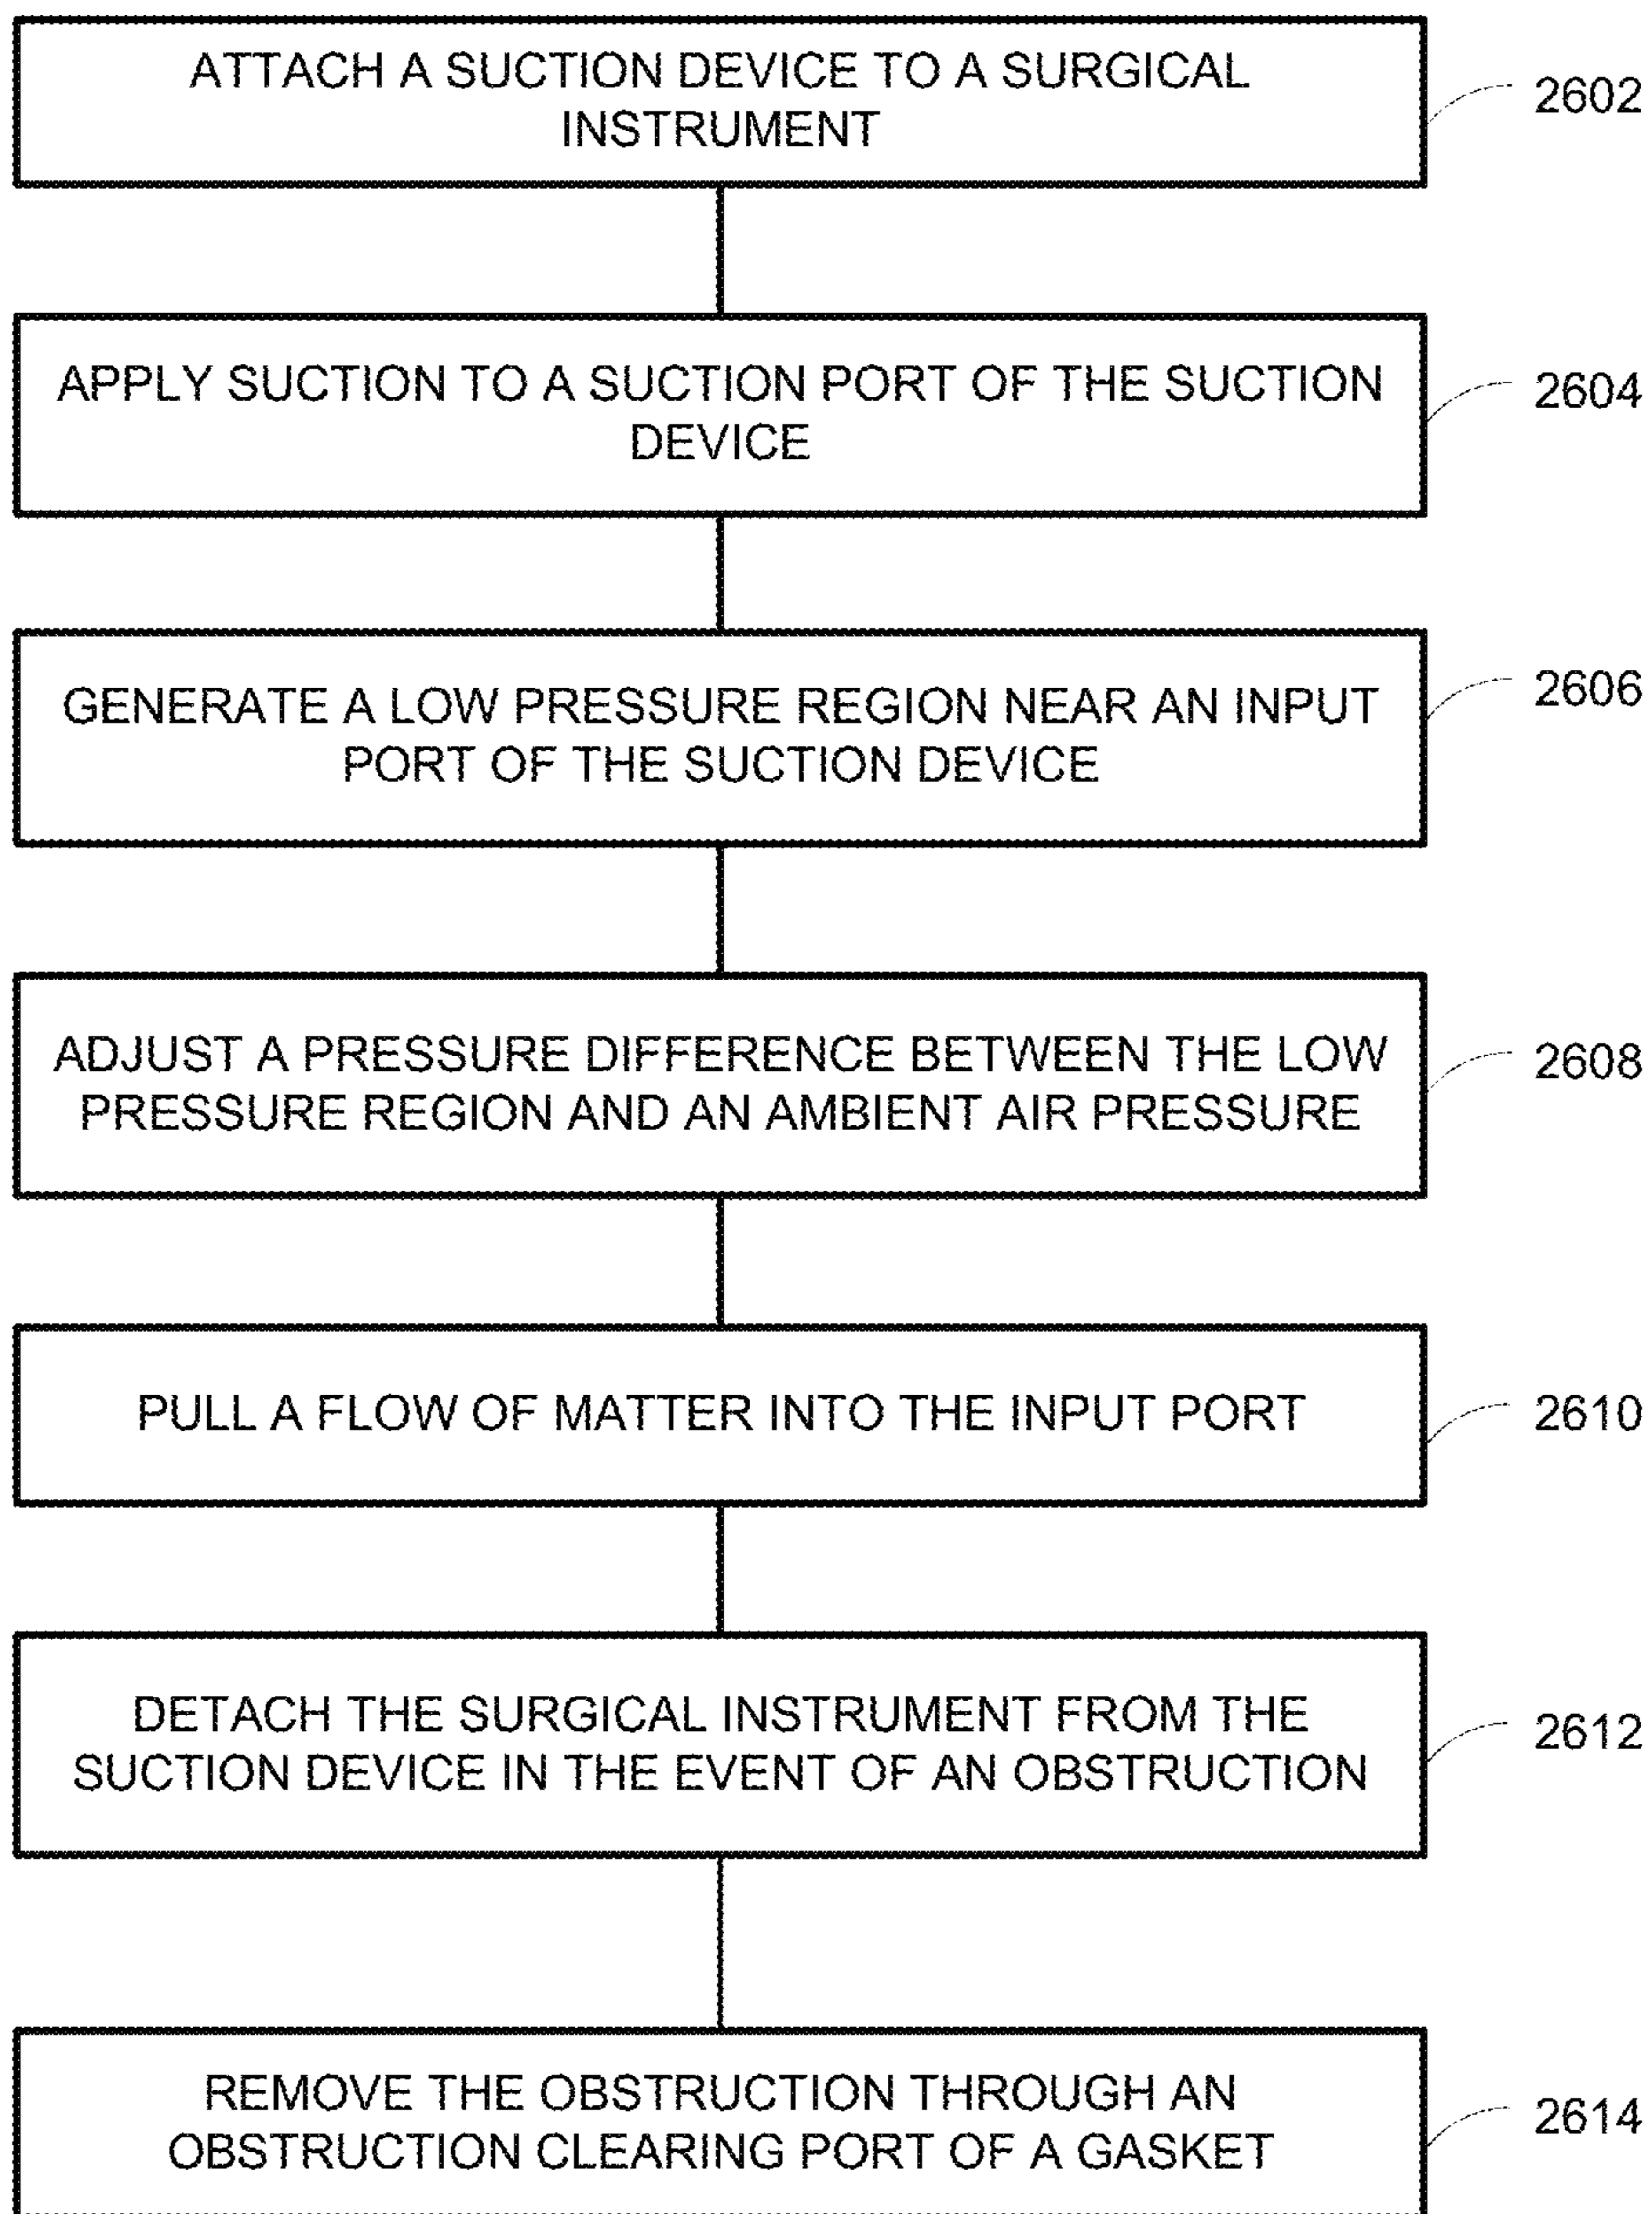 ATTACH A SUCTION DEVICE TO A SURGICAL
INSTRUMENT
2602
APPLY SUCTION TO A SUCTION PORT OF THE SUCTION
DEVICE
2604
GENERATE A LOW PRESSURE REGION NEAR AN INPUT
PORT OF THE SUCTION DEVICE
2606
ADJUST A PRESSURE DIFFERENCE BETWEEN THE LOW
PRESSURE REGION AND AN AMBIENT AIR PRESSURE
2608
PULL A FLOW OF MATTER INTO THE INPUT PORT
2610
DETACH THE SURGICAL INSTRUMENT FROM THE
SUCTION DEVICE IN THE EVENT OF AN OBSTRUCTION
2612
REMOVE THE OBSTRUCTION THROUGH AN
OBSTRUCTION CLEARING PORT OF A GASKET
2614